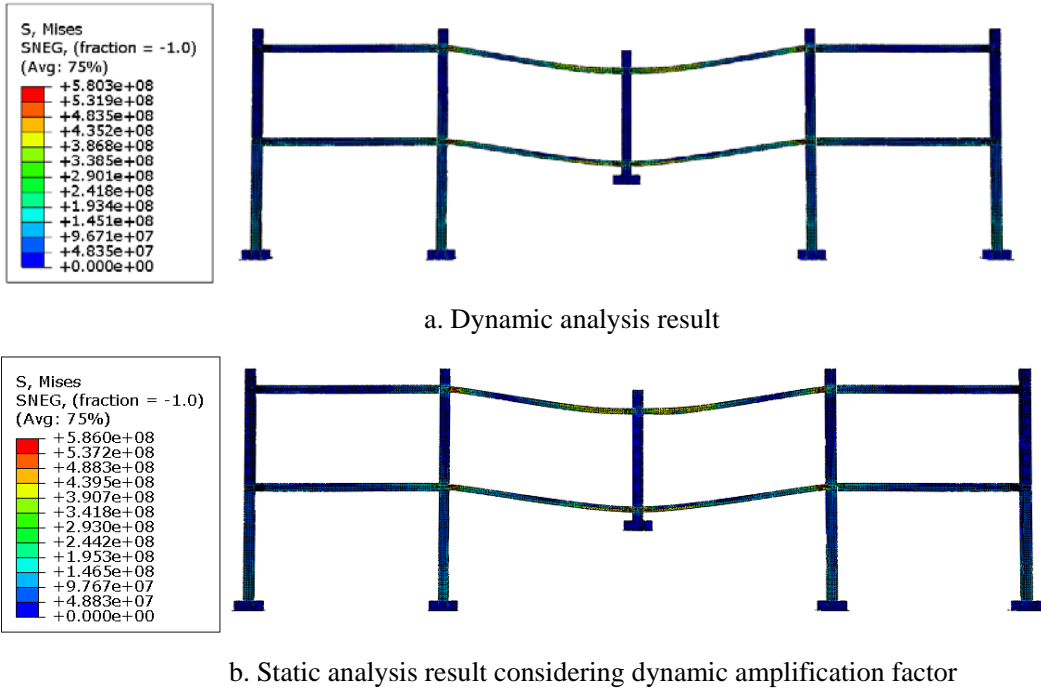 S, Mises
SNEG, (fraction = -1.0)
(Avg: 75%)
+5.803e+08
+5.319e+08
+4.835e+08
+4.352e+08
+3.868e+08
+3.385e+08
+2.901e+08
+2.418e+08
+1.934e+08
+1.451e+08
+9.671e+07
+4.835e+07
+0.000e+00
a. Dynamic analysis result
S, Mises
SNEG, (fraction = -1.0)
(Avg: 75%)
+5.860e+08
+5.372e+08
+4.883e+08
+4.395e+08
+3.907e+08
+3.418e+08
+2.930e+08
+2.442e+08
+1.953e+08
+1.465e+08
+9.767e+07
+4.883e+07
+0.000e+00
b. Static analysis result considering dynamic amplification factor